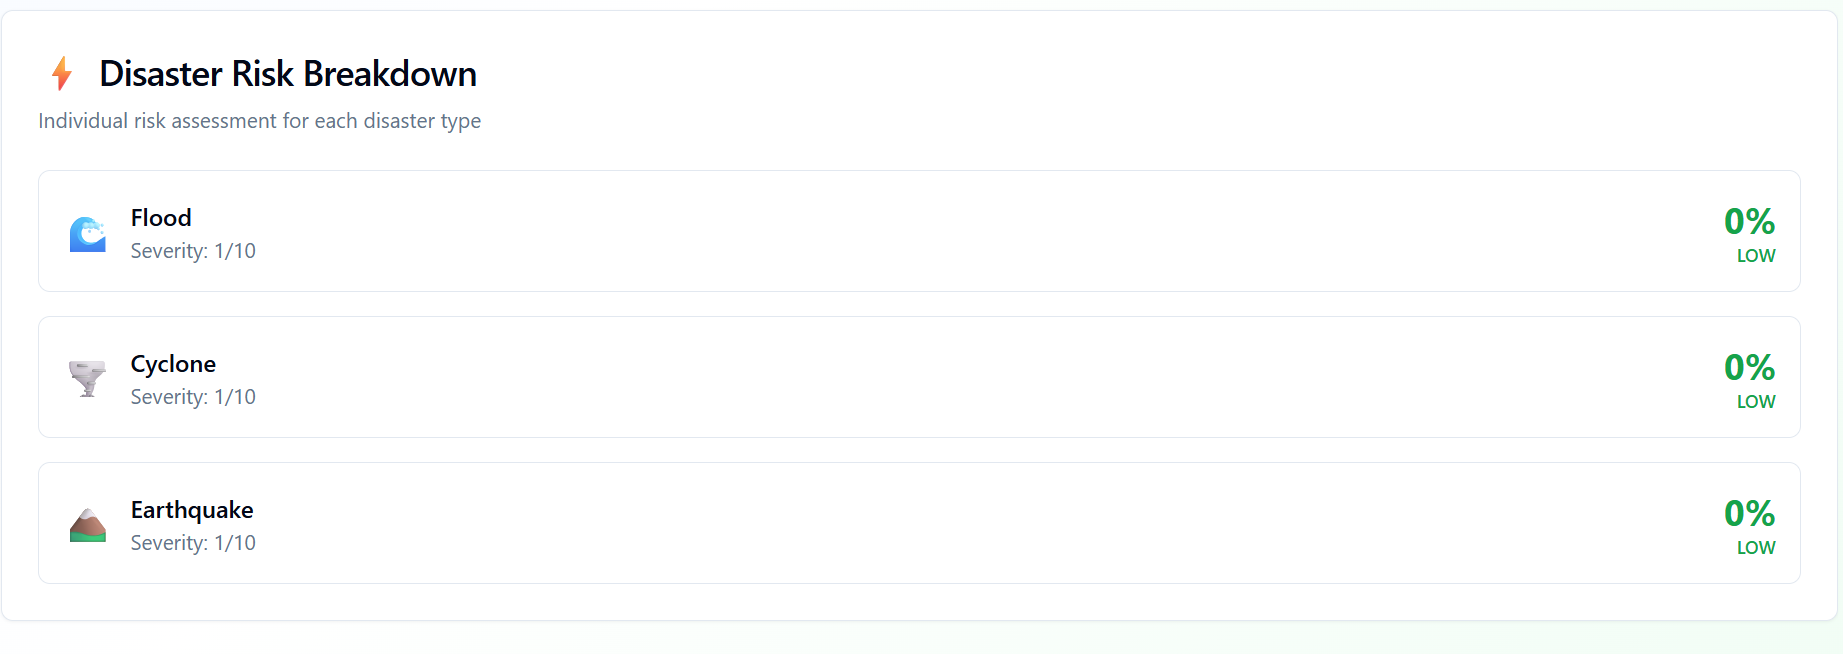 Disaster Risk Breakdown
Individual risk assessment for each disaster type
Flood
Severity: 1/10
0%
LOW
Cyclone
Severity: 1/10
0%
LOW
Earthquake
Severity: 1/10
0%
LOW